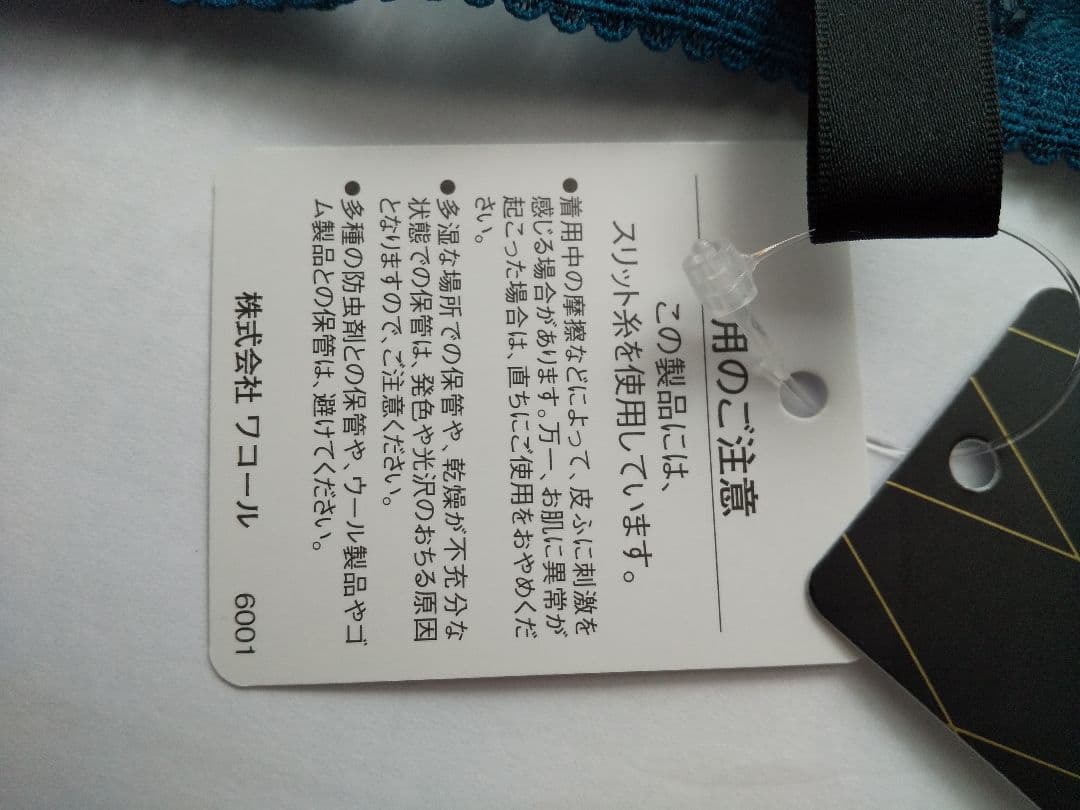 用のご注意
この製品には、
スリット糸を使用しています。
●着用中の摩擦などによって、皮ふに刺激を
感じる場合があります。万一、お肌に異常が
起こった場合は、直ちにご使用をおやめくだ
さい。
●多湿な場所での保管や、乾燥が不充分な
状態での保管は、発色や光沢のおちる原因
となりますので、ご注意ください。
●多種の防虫剤との保管や、ウール製品やゴ
ム製品との保管は、避けてください。
株式会社 ワコール 6001